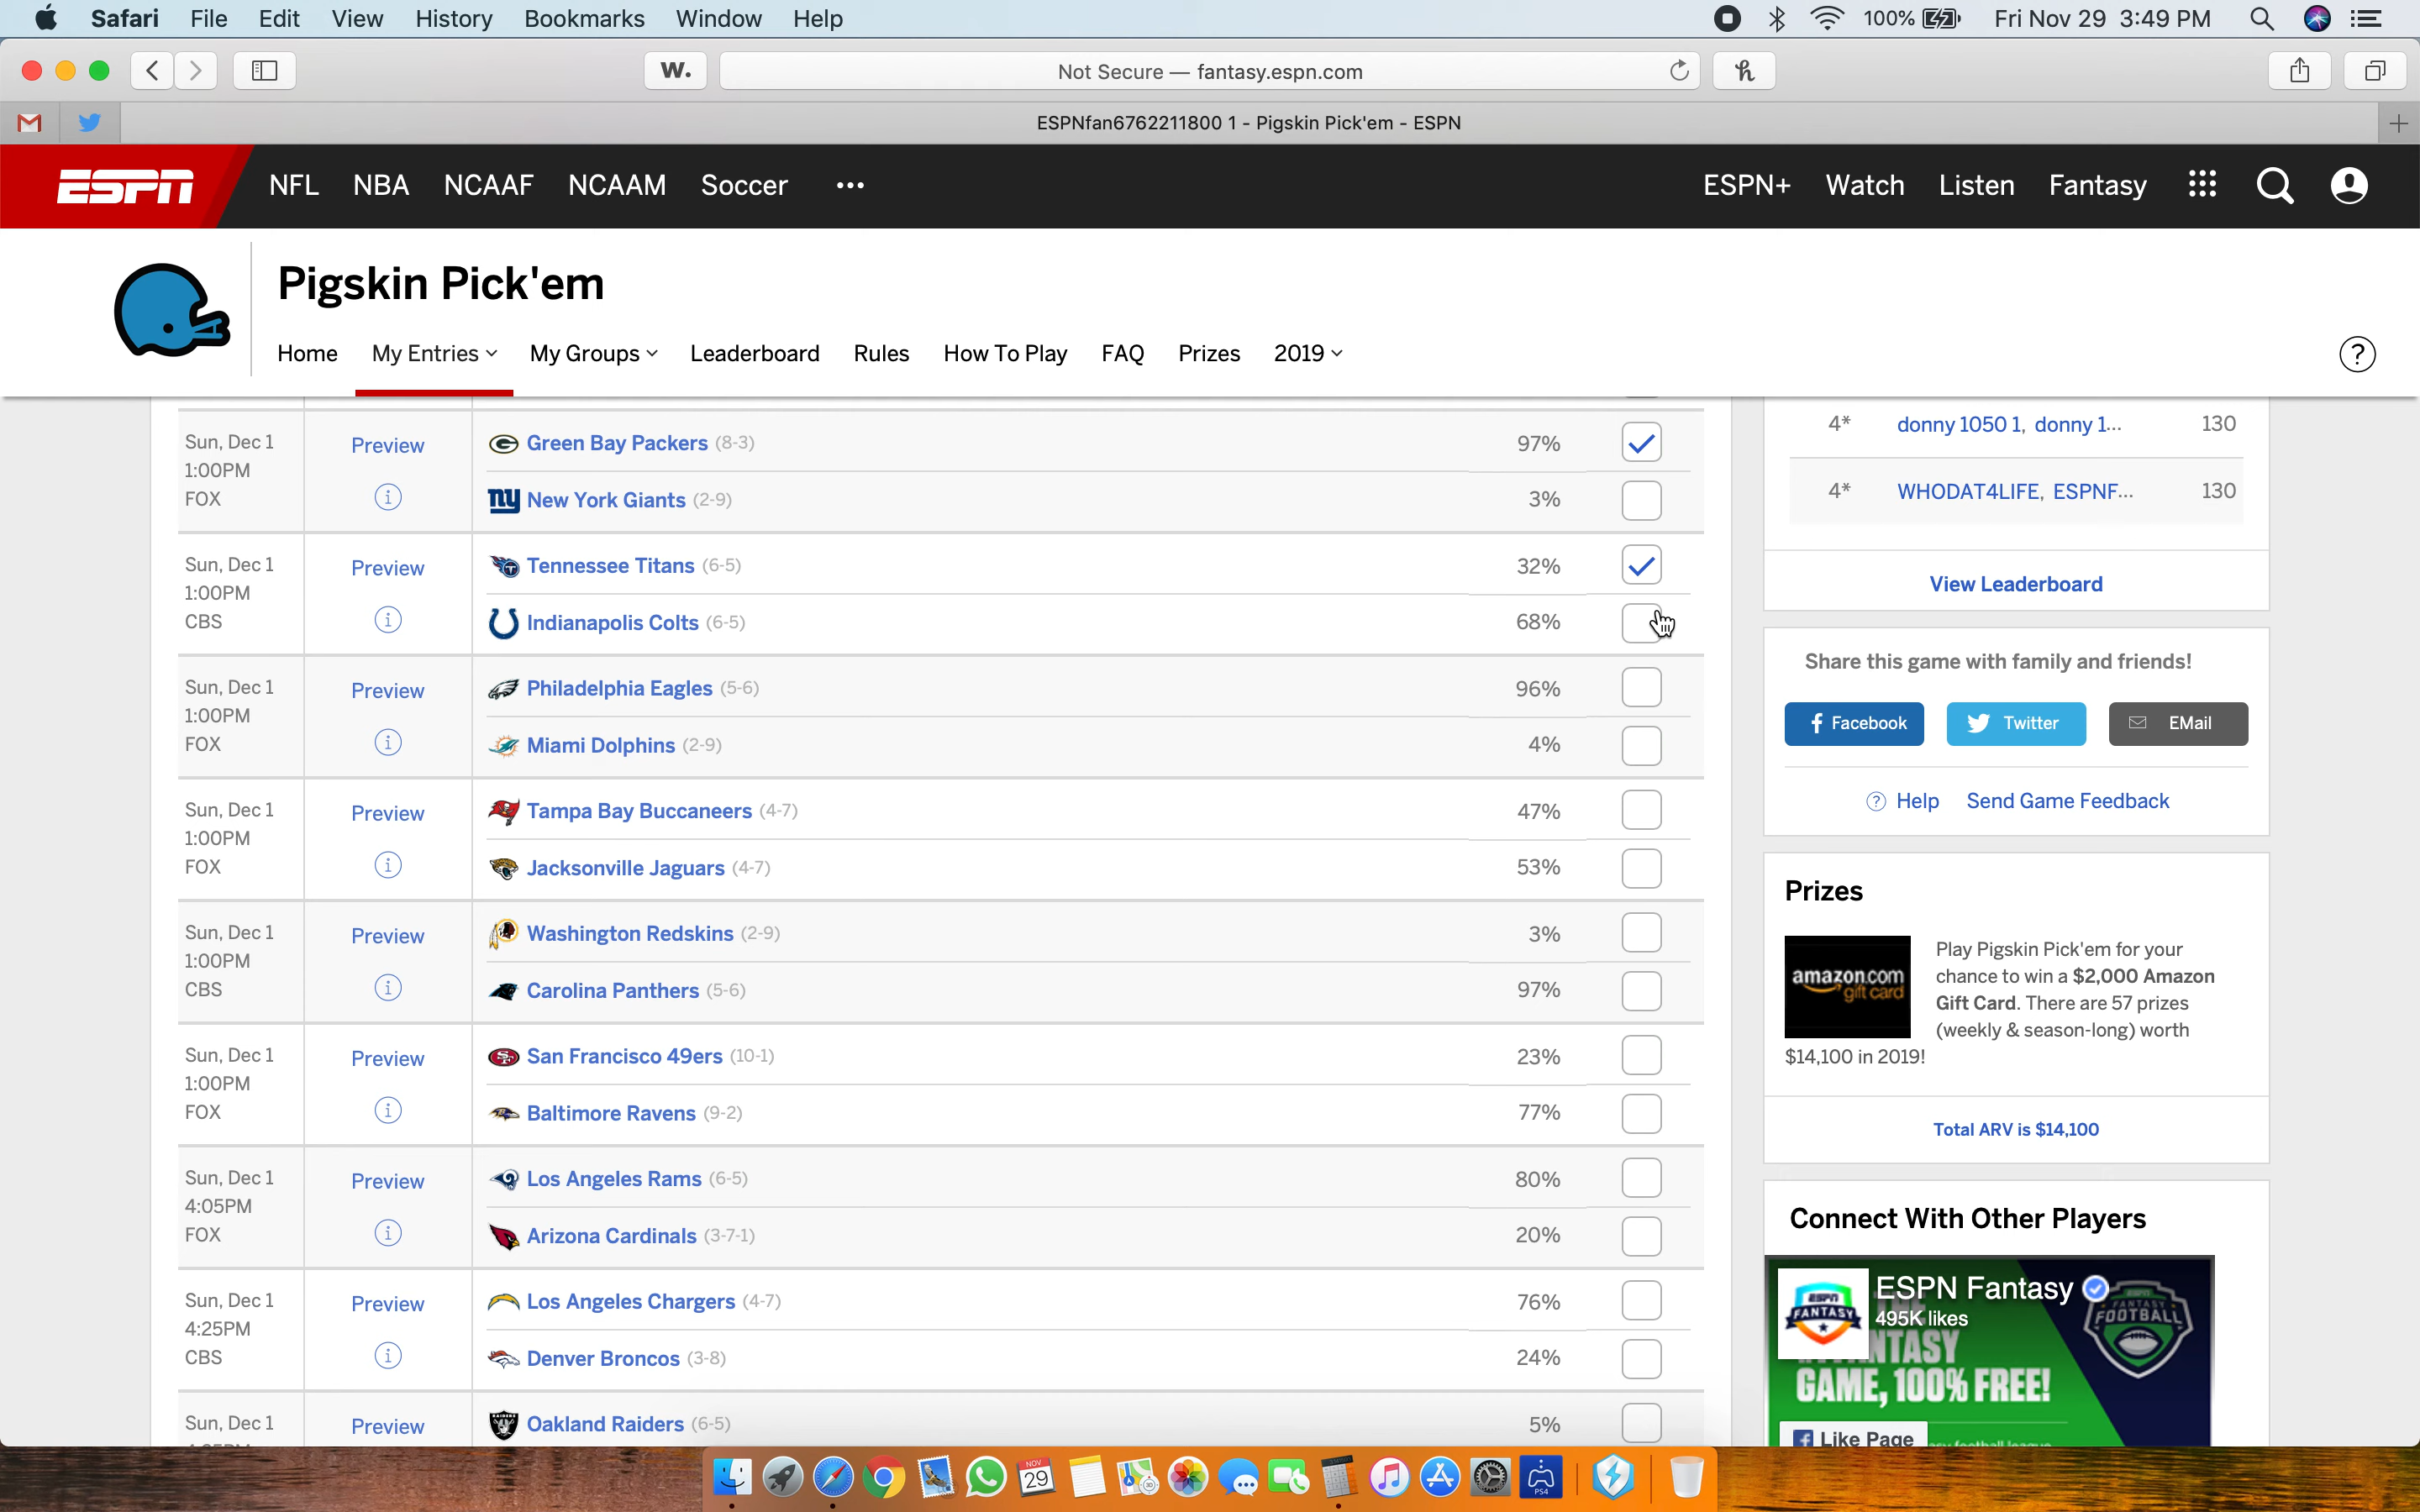 Safari File Edit View History Bookmarks Window Help 100% Fri Nov 29 3:49 PM
W. Not Secure — fantasy.espn.com
ESPNfan6762211800 1 - Pigskin Pick'em - ESPN
ESPN NFL NBA NCAAF NCAAM Soccer ESPN+ Watch Listen Fantasy
Pigskin Pick'em
Home My Entries My Groups Leaderboard Rules How To Play FAQ Prizes 2019 ?
Sun, Dec 1
1:00PM
FOX
Preview
Green Bay Packers (8-3) 97%
New York Giants (2-9) 3%
Sun, Dec 1
1:00PM
CBS
Preview
Tennessee Titans (6-5) 32%
Indianapolis Colts (6-5) 68%
Sun, Dec 1
1:00PM
FOX
Preview
Philadelphia Eagles (5-6) 96%
Miami Dolphins (2-9) 4%
Sun, Dec 1
1:00PM
FOX
Preview
Tampa Bay Buccaneers (4-7) 47%
Jacksonville Jaguars (4-7) 53%
Sun, Dec 1
1:00PM
CBS
Preview
Washington Redskins (2-9) 3%
Carolina Panthers (5-6) 97%
Sun, Dec 1
1:00PM
FOX
Preview
San Francisco 49ers (10-1) 23%
Baltimore Ravens (9-2) 77%
Sun, Dec 1
4:05PM
FOX
Preview
Los Angeles Rams (6-5) 80%
Arizona Cardinals (3-7-1) 20%
Sun, Dec 1
4:25PM
CBS
Preview
Los Angeles Chargers (4-7) 76%
Denver Broncos (3-8) 24%
Sun, Dec 1
Preview
Oakland Raiders (6-5) 5%
4* donny 1050 1, donny 1... 130
4* WHODAT4LIFE, ESPNF... 130
View Leaderboard
Share this game with family and friends!
Facebook Twitter EMail
? Help Send Game Feedback
Prizes
amazon.com
gift card
Play Pigskin Pick'em for your
chance to win a $2,000 Amazon
Gift Card. There are 57 prizes
(weekly & season-long) worth
$14,100 in 2019!
Total ARV is $14,100
Connect With Other Players
ESPN Fantasy
495K likes
ESPN
FANTASY
FANTASY
FOOTBALL
GAME, 100% FREE!
Like Page
NOV
29
PS4